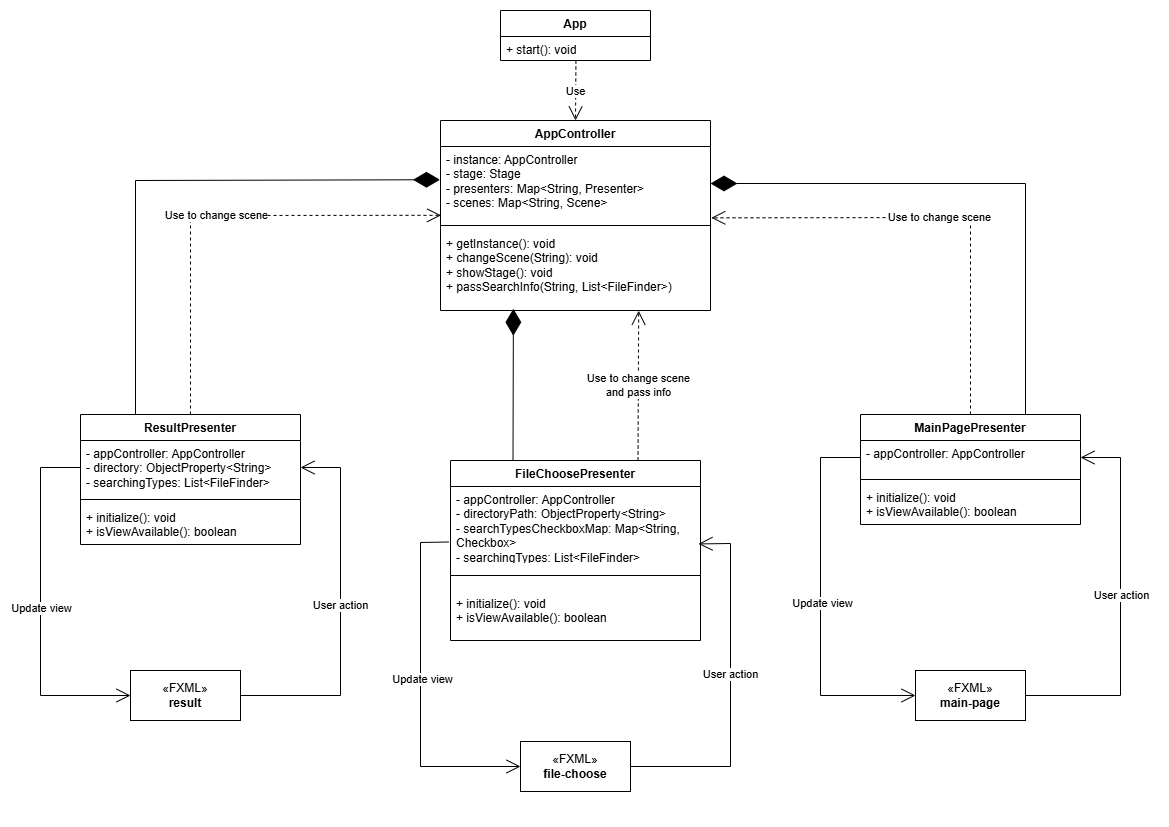 App
+ start(): void
Use
AppController
- instance: AppController
- stage: Stage
- presenters: Map<String, Presenter>
- scenes: Map<String, Scene>
+ getInstance(): void
+ changeScene(String): void
+ showStage(): void
+ passSearchInfo(String, List<FileFinder>)
Use to change scene
Use to change scene
Use to change scene
and pass info
ResultPresenter
- appController: AppController
- directory: ObjectProperty<String>
- searchingTypes: List<FileFinder>
+ initialize(): void
+ isViewAvailable(): boolean
Update view
User action
«FXML»
result
FileChoosePresenter
- appController: AppController
- directoryPath: ObjectProperty<String>
- searchTypesCheckboxMap: Map<String,
Checkbox>
- searchingTypes: List<FileFinder>
+ initialize(): void
+ isViewAvailable(): boolean
Update view
User action
«FXML»
file-choose
MainPagePresenter
- appController: AppController
+ initialize(): void
+ isViewAvailable(): boolean
Update view
User action
«FXML»
main-page